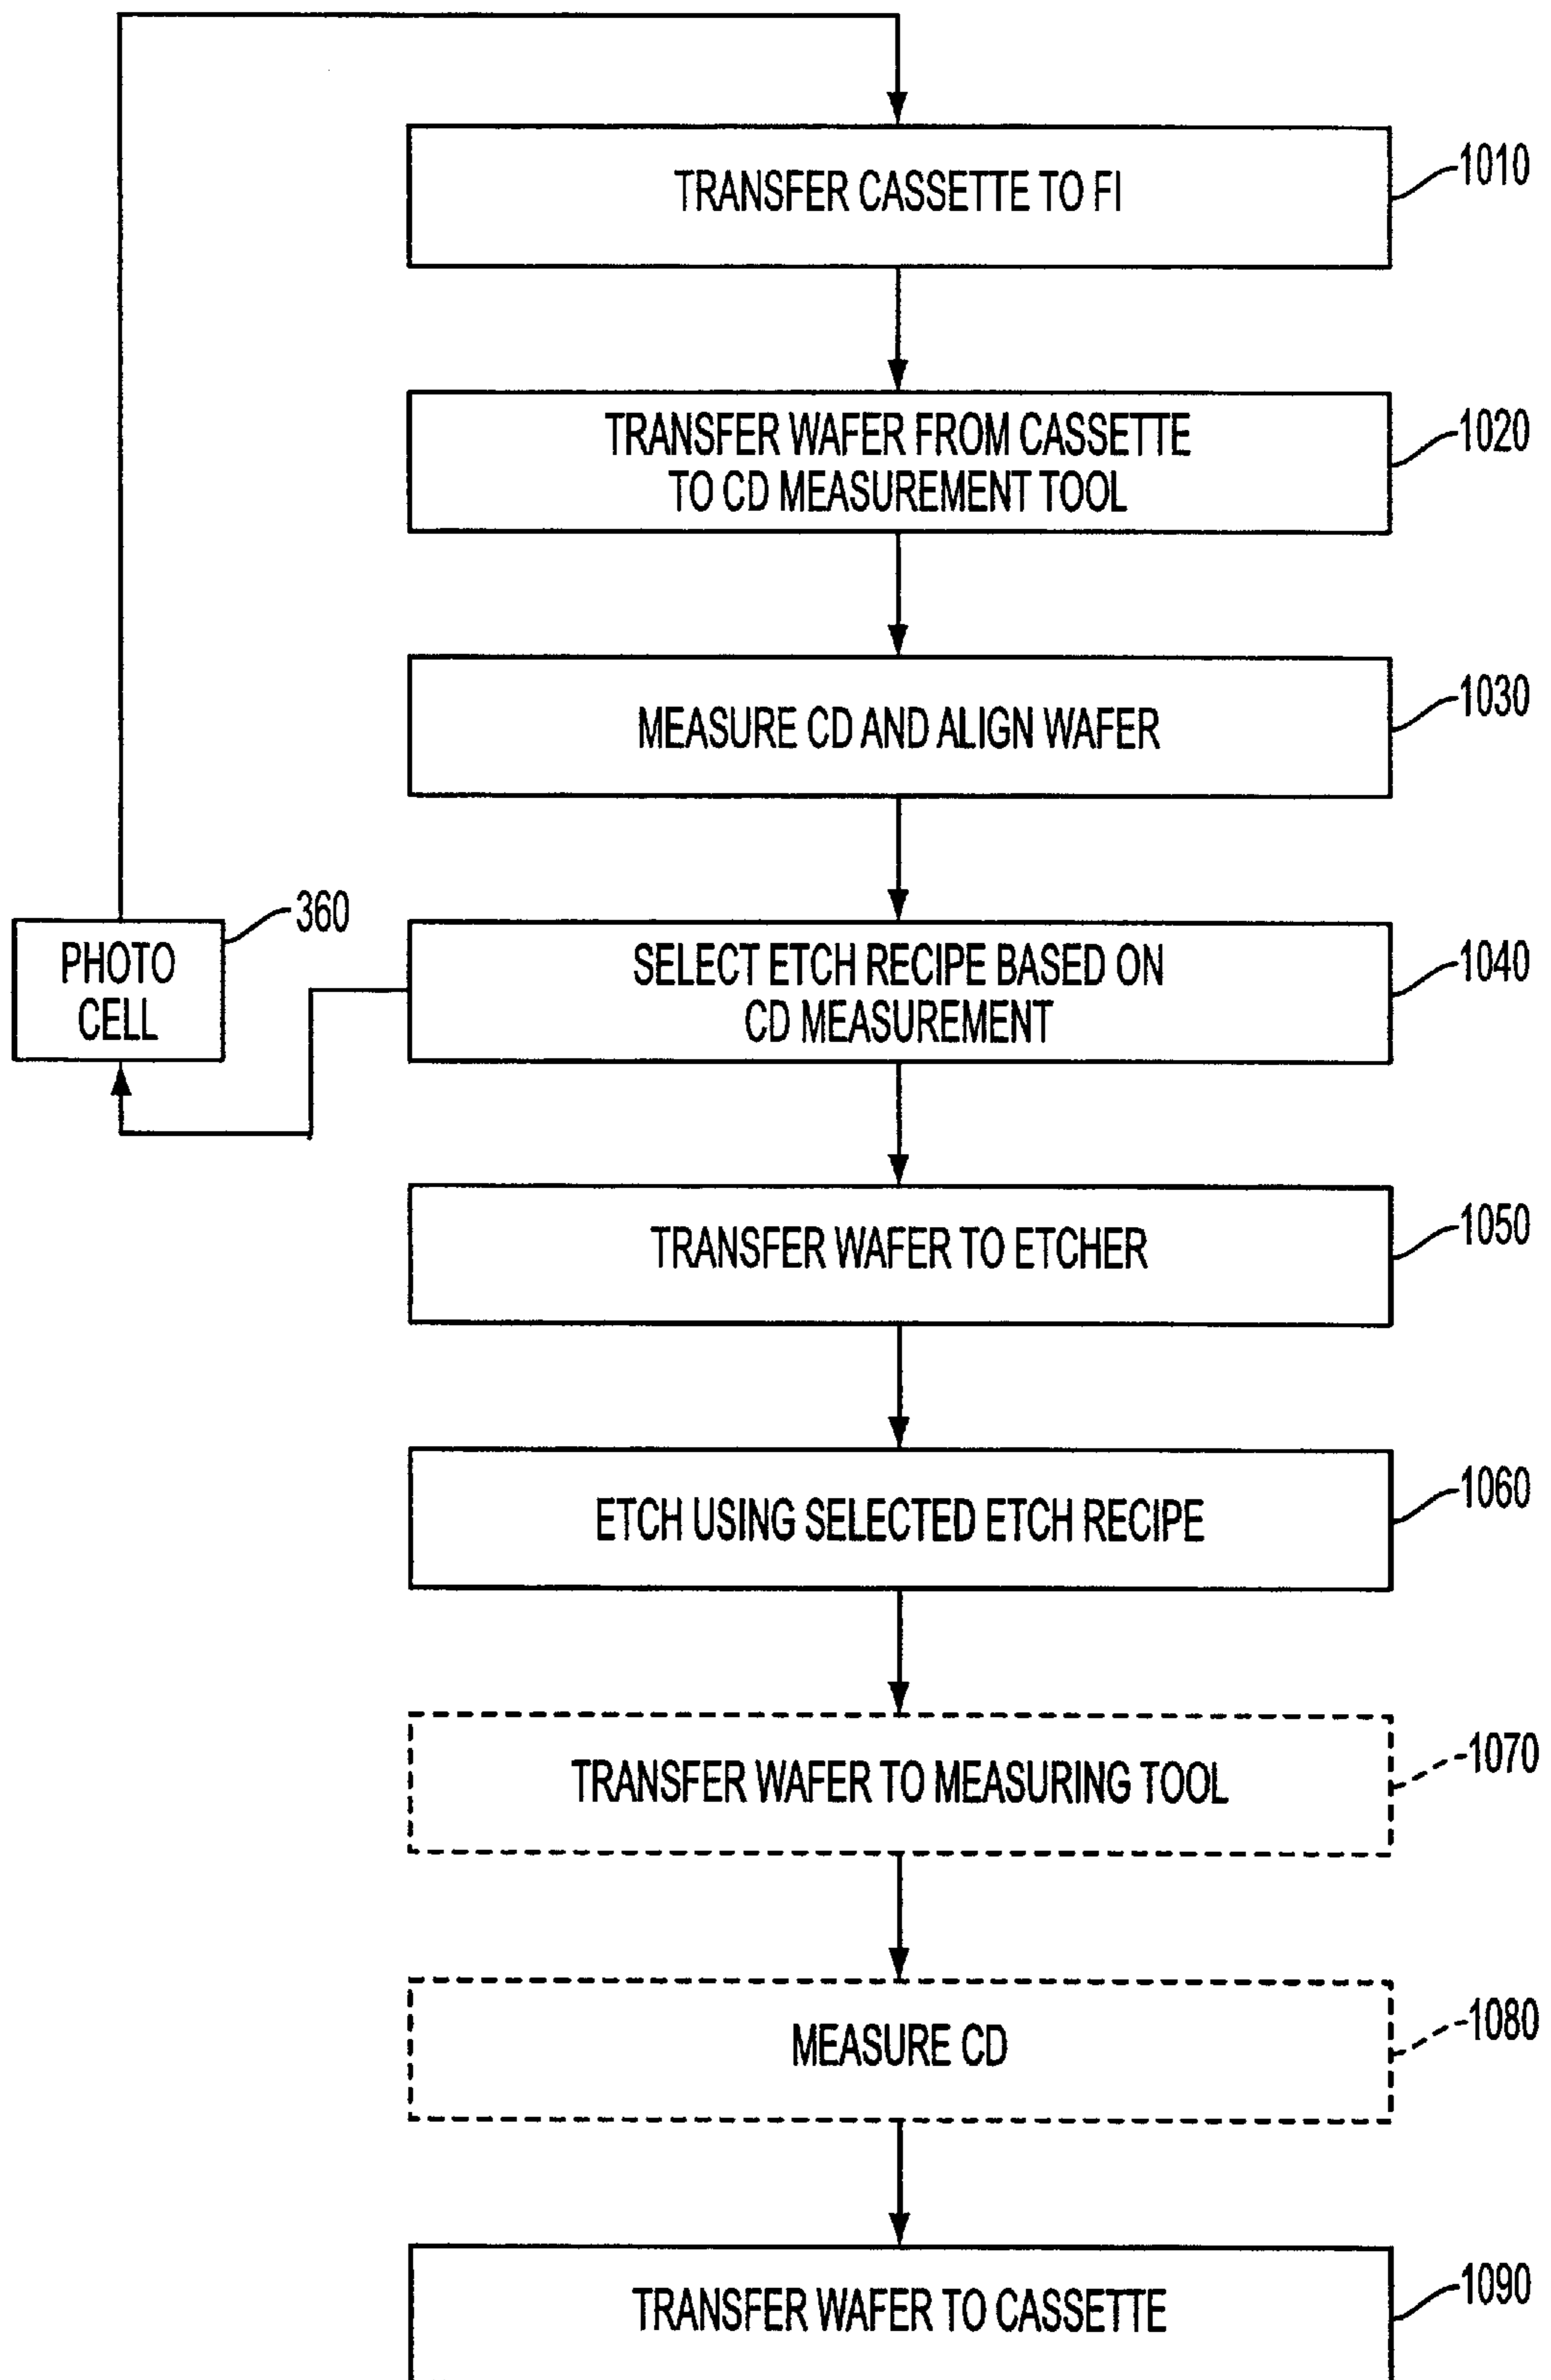 TRANSFER CASSETTE TO FI
1010
TRANSFER WAFER FROM CASSETTE
TO CD MEASUREMENT TOOL
1020
MEASURE CD AND ALIGN WAFER
1030
360
PHOTO
CELL
SELECT ETCH RECIPE BASED ON
CD MEASUREMENT
1040
TRANSFER WAFER TO ETCHER
1050
ETCH USING SELECTED ETCH RECIPE
1060
TRANSFER WAFER TO MEASURING TOOL
1070
MEASURE CD
1080
TRANSFER WAFER TO CASSETTE
1090